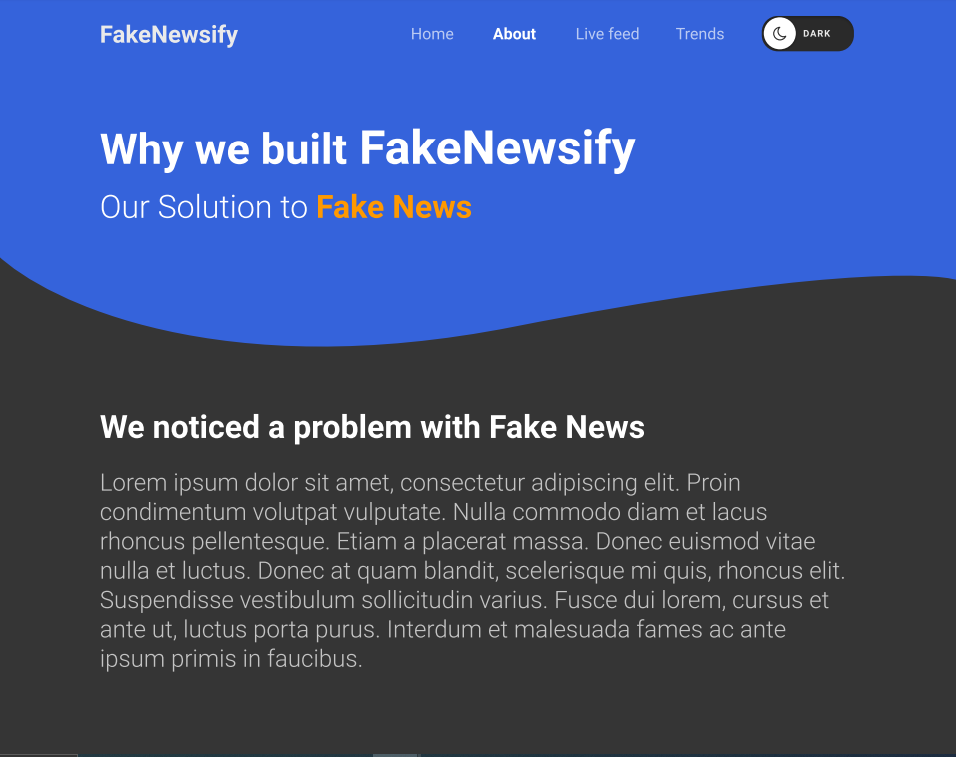 FakeNewsify
Home
About
Live feed
Trends
DARK
Why we built FakeNewsify
Our Solution to Fake News
We noticed a problem with Fake News
Lorem ipsum dolor sit amet, consectetur adipiscing elit. Proin
condimentum volutpat vulputate. Nulla commodo diam et lacus
rhoncus pellentesque. Etiam a placerat massa. Donec euismod vitae
nulla et luctus. Donec at quam blandit, scelerisque mi quis, rhoncus elit.
Suspendisse vestibulum sollicitudin varius. Fusce dui lorem, cursus et
ante ut, luctus porta purus. Interdum et malesuada fames ac ante
ipsum primis in faucibus.